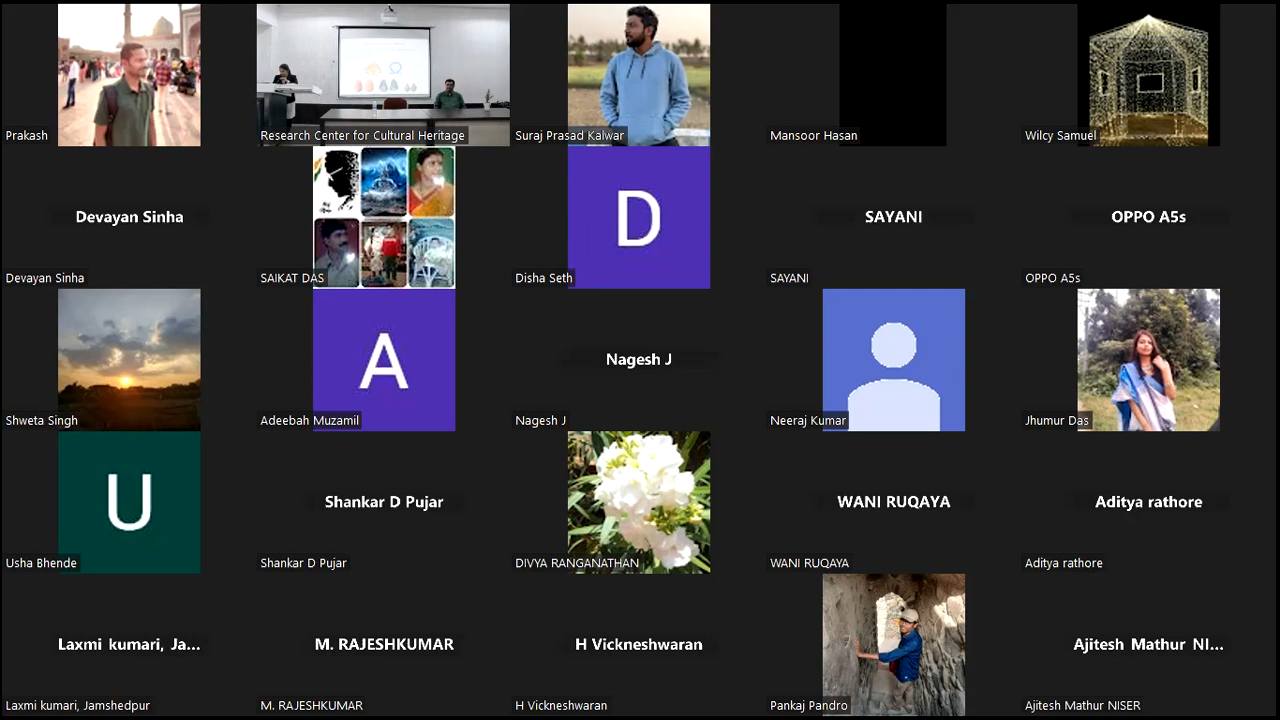 Prakash
Research Center for Cultural Heritage
Suraj Prasad Kalwar
Mansoor Hasan
Wilcy Samuel
Devayan Sinha
Devayan Sinha
SAIKAT DAS
D
Disha Seth
SAYANI
SAYANI
OPPO A5s
OPPO A5s
Shweta Singh
A
Adeebah Muzamil
Nagesh J
Nagesh J
Neeraj Kumar
Jhumur Das
U
Usha Bhende
Shankar D Pujar
Shankar D Pujar
DIVYA RANGANATHAN
WANI RUQAYA
WANI RUQAYA
Aditya rathore
Aditya rathore
Laxmi kumari, Ja...
Laxmi kumari, Jamshedpur
M. RAJESHKUMAR
M. RAJESHKUMAR
H Vickneshwaran
H Vickneshwaran
Pankaj Pandro
Ajitesh Mathur NI...
Ajitesh Mathur NISER